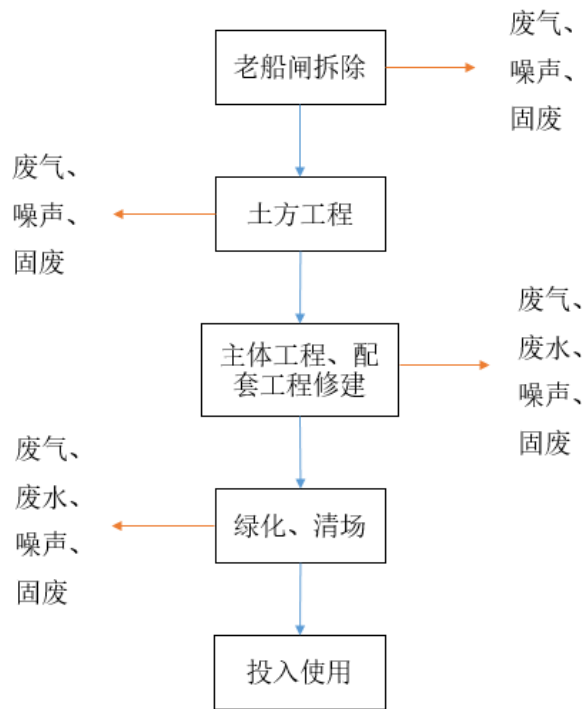 老船闸拆除
废气、
噪声、
固废
废气、
噪声、
固废
土方工程
主体工程、配
套工程修建
废气、
废水、
噪声、
固废
废气、
废水、
噪声、
固废
绿化、清场
投入使用